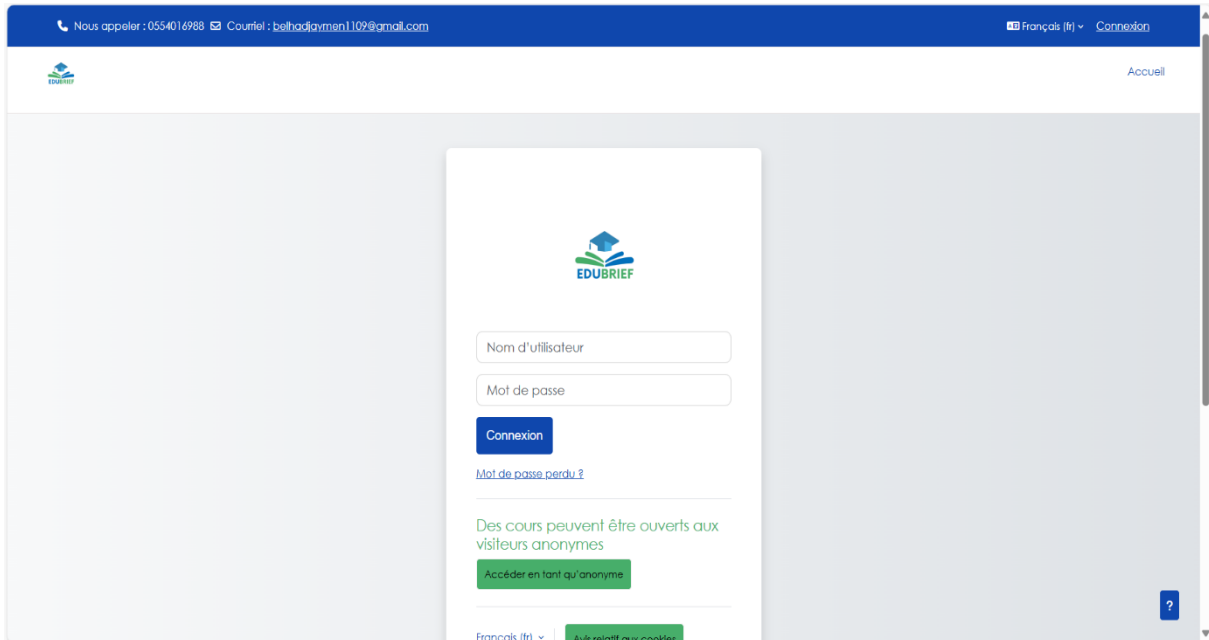 Nous appeler : 0554016988 Courriel : belhadjaymen1109@gmail.com Français (fr) Connexion
EDUBRIEF Accueil
EDUBRIEF
Nom d'utilisateur
Mot de passe
Connexion
Mot de passe perdu ?
Des cours peuvent être ouverts aux
visiteurs anonymes
Accéder en tant qu'anonyme
?
Français (fr) Avis relatif aux cookies